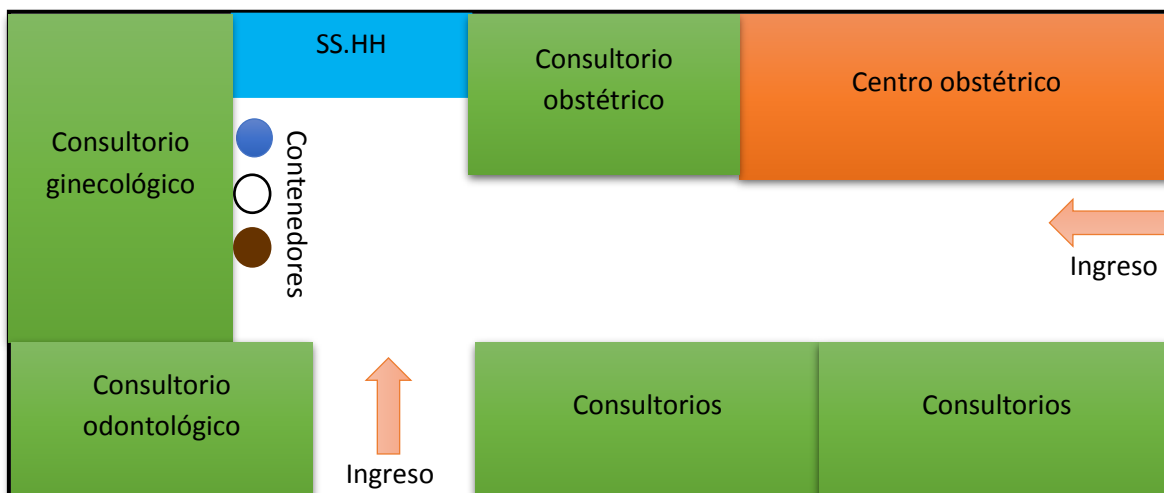 SS.HH
Consultorio
obstétrico
Centro obstétrico
Consultorio
ginecológico
Contenedores
Ingreso
Consultorio
odontológico
Ingreso
Consultorios
Consultorios